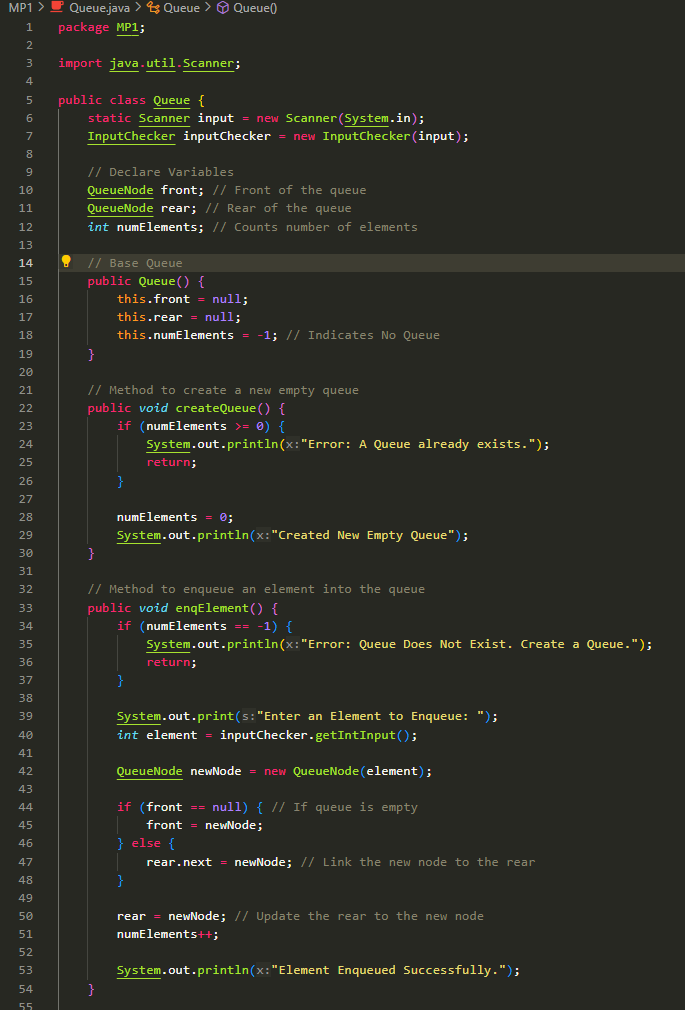 MP1 > Queue.java > Queue > Queue()
1 package MP1;
2
3 import java.util.Scanner;
4
5 public class Queue {
6     static Scanner input = new Scanner(System.in);
7     InputChecker inputChecker = new InputChecker(input);
8
9     // Declare Variables
10     QueueNode front; // Front of the queue
11     QueueNode rear; // Rear of the queue
12     int numElements; // Counts number of elements
13
14     // Base Queue
15     public Queue() {
16         this.front = null;
17         this.rear = null;
18         this.numElements = -1; // Indicates No Queue
19     }
20
21     // Method to create a new empty queue
22     public void createQueue() {
23         if (numElements >= 0) {
24             System.out.println(x:"Error: A Queue already exists.");
25             return;
26         }
27
28         numElements = 0;
29         System.out.println(x:"Created New Empty Queue");
30     }
31
32     // Method to enqueue an element into the queue
33     public void enqElement() {
34         if (numElements == -1) {
35             System.out.println(x:"Error: Queue Does Not Exist. Create a Queue.");
36             return;
37         }
38
39         System.out.print(s:"Enter an Element to Enqueue: ");
40         int element = inputChecker.getIntInput();
41
42         QueueNode newNode = new QueueNode(element);
43
44         if (front == null) { // If queue is empty
45             front = newNode;
46         } else {
47             rear.next = newNode; // Link the new node to the rear
48         }
49
50         rear = newNode; // Update the rear to the new node
51         numElements++;
52
53         System.out.println(x:"Element Enqueued Successfully.");
54     }
55